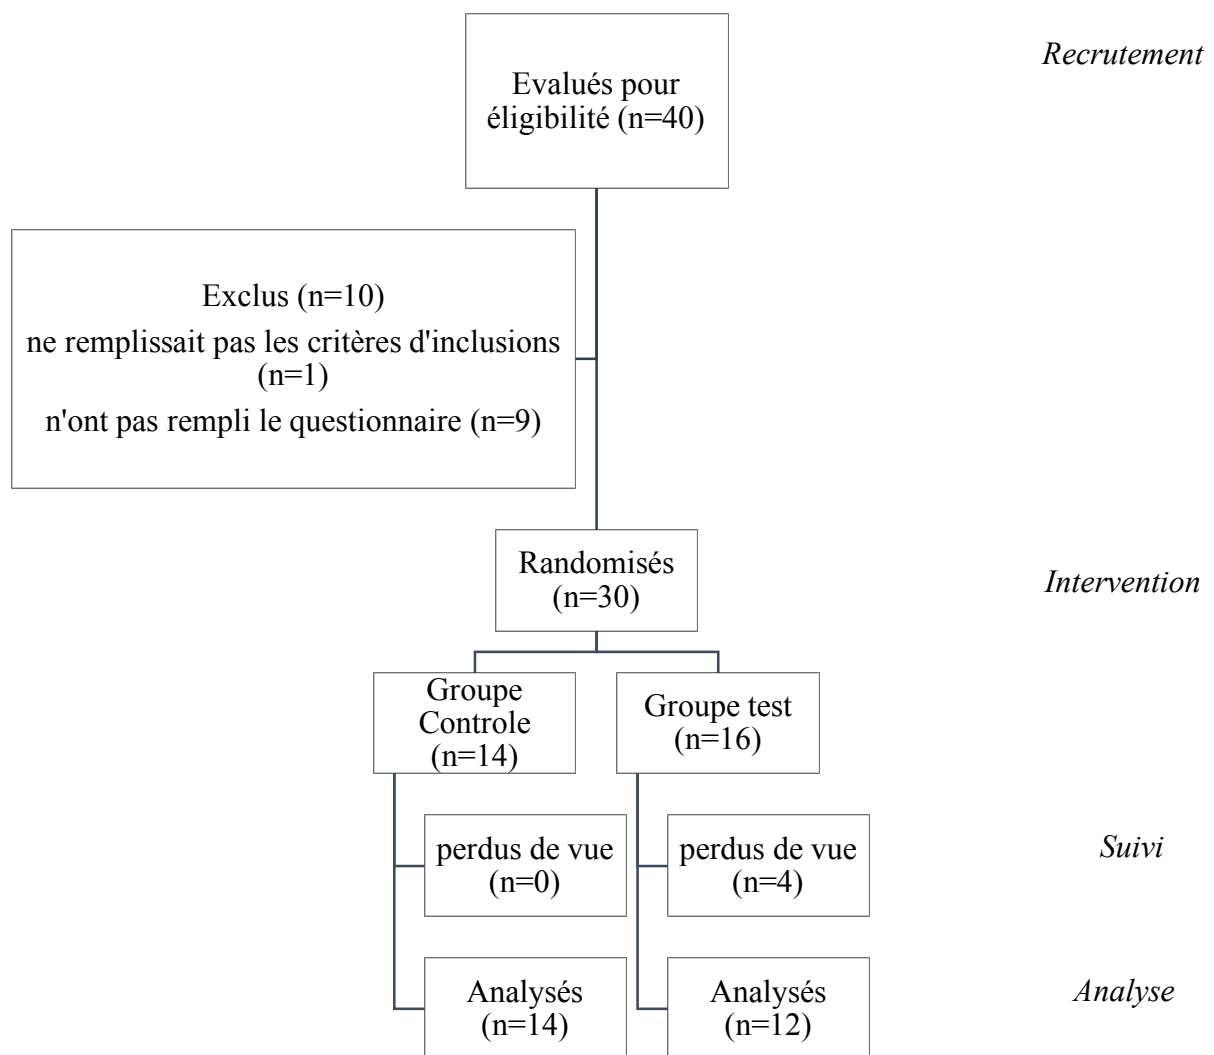 Recrutement
Evalués pour
éligibilité (n=40)
Exclus (n=10)
ne remplissait pas les critères d'inclusions
(n=1)
n'ont pas rempli le questionnaire (n=9)
Randomisés
(n=30)
Intervention
Groupe
Controle
(n=14)
Groupe test
(n=16)
perdus de vue
(n=0)
perdus de vue
(n=4)
Suivi
Analysés
(n=14)
Analysés
(n=12)
Analyse